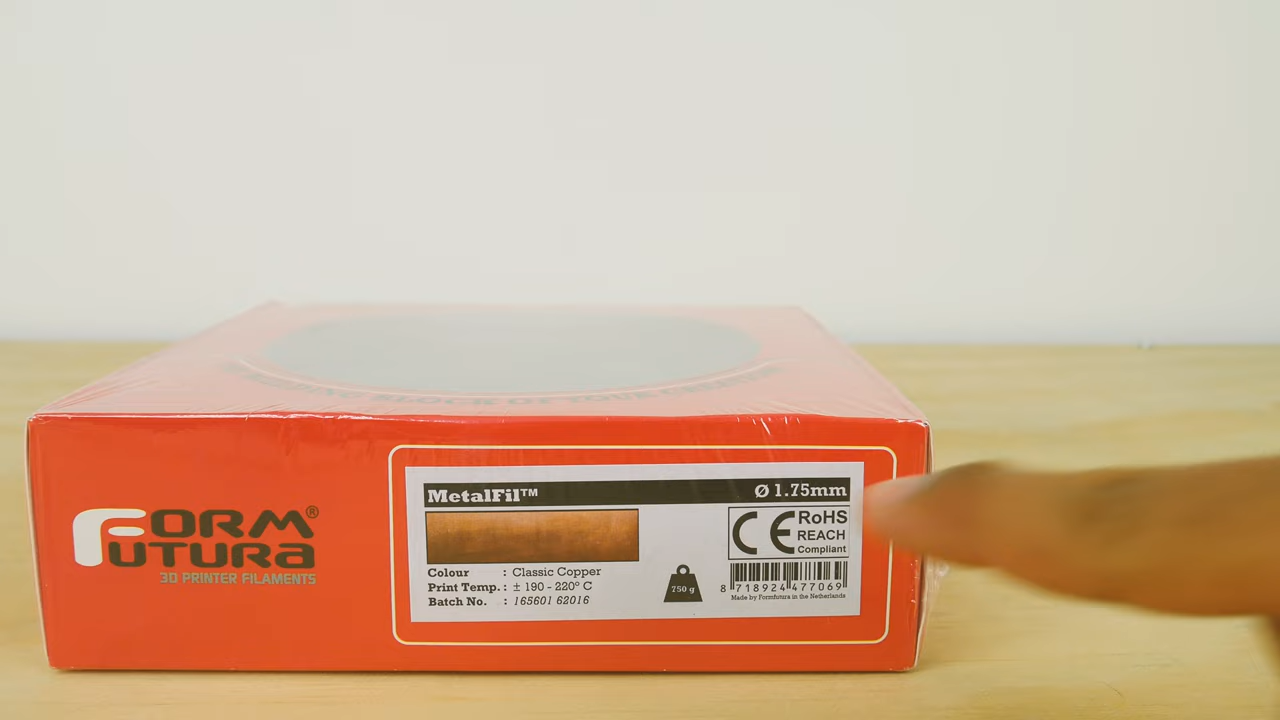 FORM
FUTURA®
3D PRINTER FILAMENTS
MetalFil™ Ø 1.75mm
CE RoHS
REACH
Compliant
Colour : Classic Copper
Print Temp. : ± 190 - 220° C
Batch No. : 165601 62016
750 g
8 718924 477069
Made by Formfutura in the Netherlands